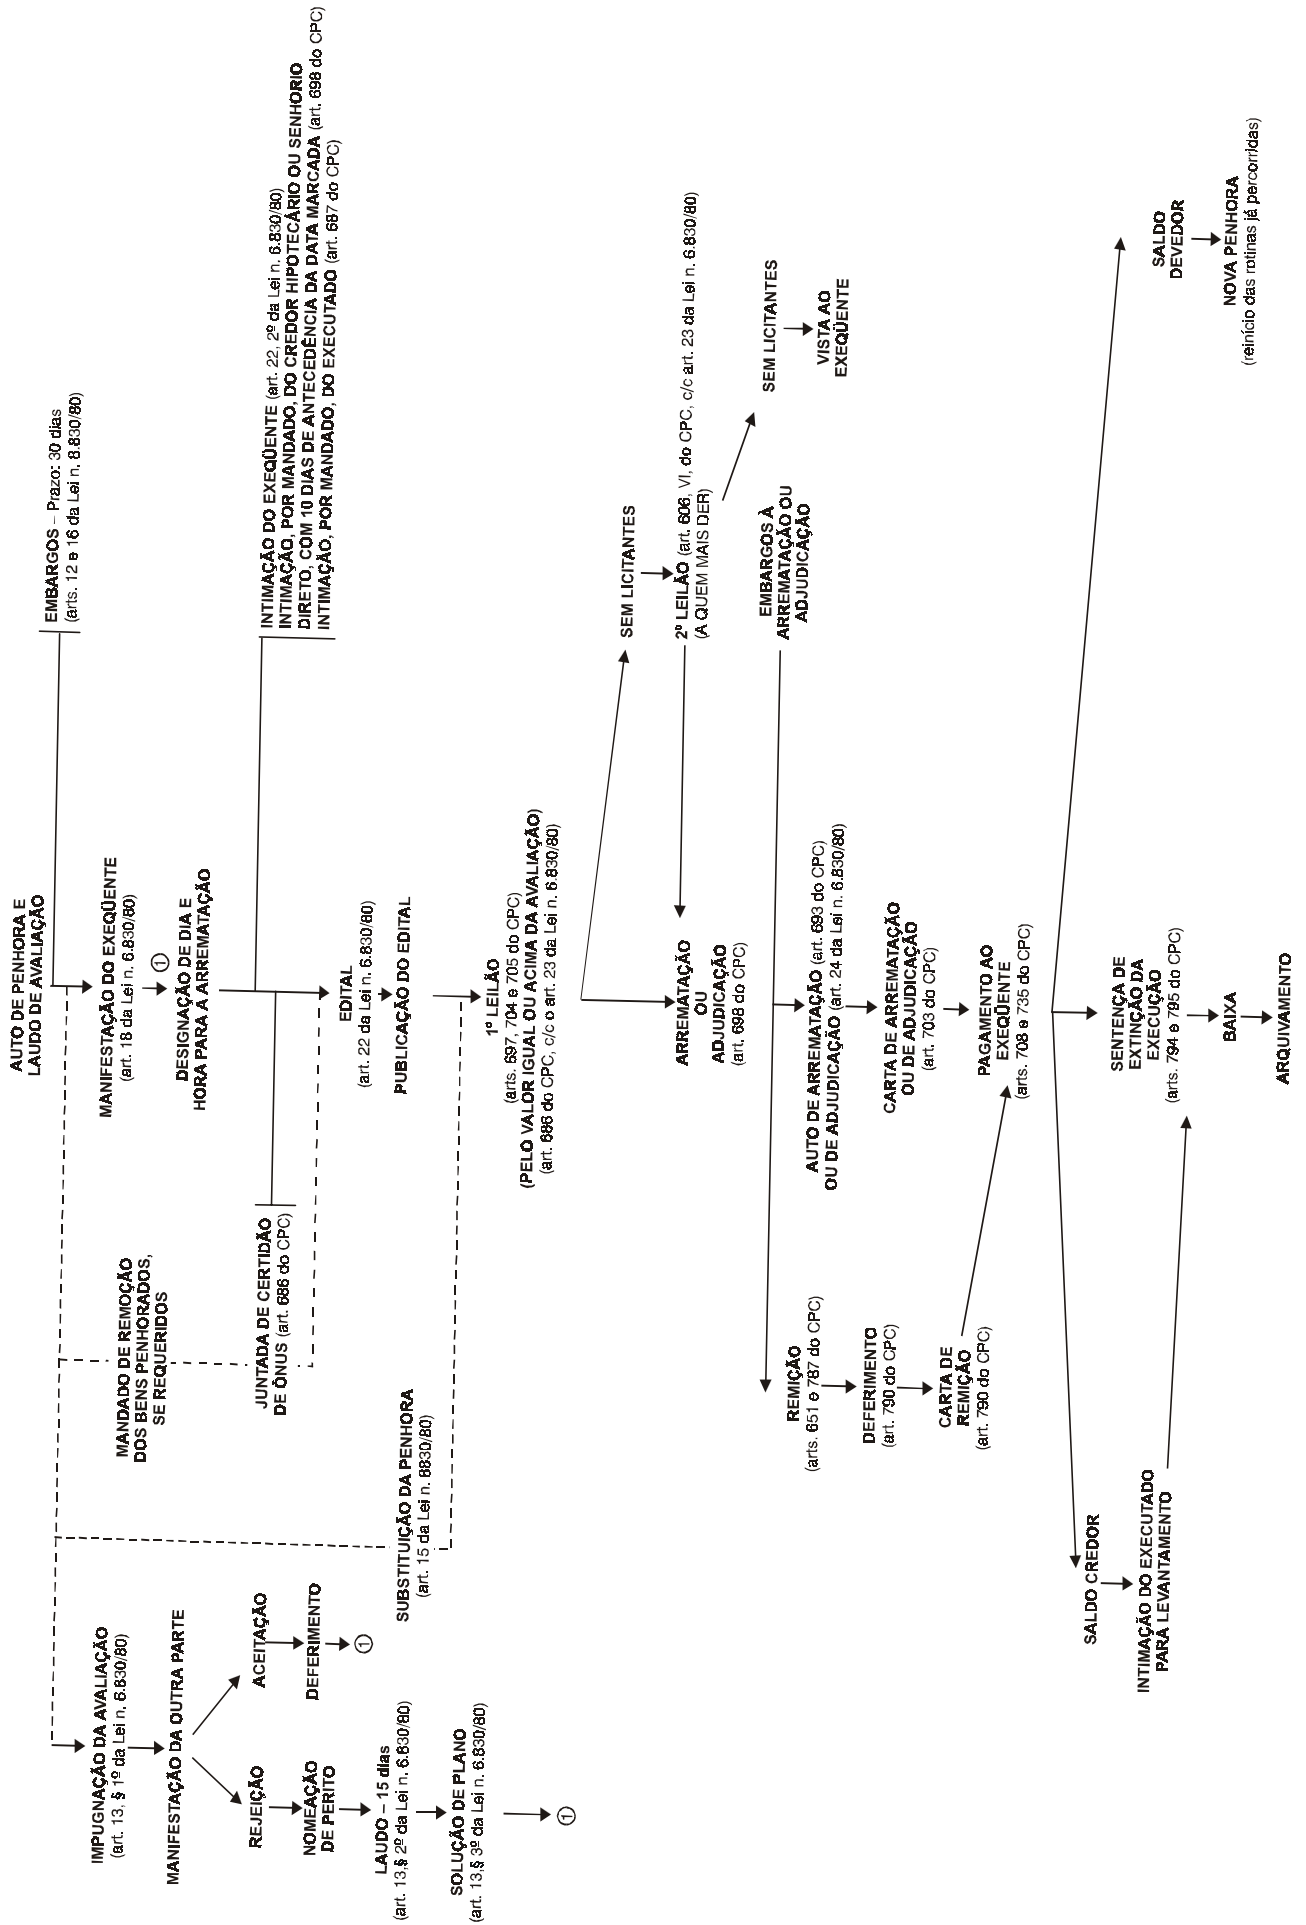 AUTO DE PENHORA E
LAUDO DE AVALIAÇÃO
EMBARGOS – Prazo: 30 dias
(arts. 12 e 16 da Lei n. 8.830/80)
IMPUGNAÇÃO DA AVALIAÇÃO
(art. 13, § 1º da Lei n. 6.830/80)
MANDADO DE REMOÇÃO
DOS BENS PENHORADOS,
SE REQUERIDOS
MANIFESTAÇÃO DO EXEQÜENTE
(art. 18 da Lei n. 6.830/80)
1
MANIFESTAÇÃO DA OUTRA PARTE
DESIGNAÇÃO DE DIA E
HORA PARA A ARREMATAÇÃO
REJEIÇÃO
ACEITAÇÃO
JUNTADA DE CERTIDÃO
DE ÔNUS (art. 686 do CPC)
INTIMAÇÃO DO EXEQÜENTE (art. 22, 2º da Lei n. 6.830/80)
INTIMAÇÃO, POR MANDADO, DO CREDOR HIPOTECÁRIO OU SENHORIO
DIRETO, COM 10 DIAS DE ANTECEDÊNCIA DA DATA MARCADA (art. 698 do CPC)
INTIMAÇÃO, POR MANDADO, DO EXECUTADO (art. 687 do CPC)
NOMEAÇÃO
DE PERITO
DEFERIMENTO
1
EDITAL
(art. 22 da Lei n. 6.830/80)
LAUDO – 15 dias
(art. 13,§ 2º da Lei n. 6.830/80)
SUBSTITUIÇÃO DA PENHORA
(art. 15 da Lei n. 8830/80)
PUBLICAÇÃO DO EDITAL
SOLUÇÃO DE PLANO
(art. 13,§ 3º da Lei n. 6.830/80)
1
1º LEILÃO
(arts. 697, 704 e 705 do CPC)
(PELO VALOR IGUAL OU ACIMA DA AVALIAÇÃO)
(art. 686 do CPC, c/c o art. 23 da Lei n. 6.830/80)
SEM LICITANTES
ARREMATAÇÃO
OU
ADJUDICAÇÃO
(art. 698 do CPC)
2º LEILÃO (art. 606, VI, do CPC, c/c art. 23 da Lei n. 6.830/80)
(A QUEM MAIS DER)
SEM LICITANTES
VISTA AO
EXEQÜENTE
EMBARGOS À
ARREMATAÇÃO OU
ADJUDICAÇÃO
REMIÇÃO
(arts. 651 e 787 do CPC)
AUTO DE ARREMATAÇÃO (art. 693 do CPC)
OU DE ADJUDICAÇÃO (art. 24 da Lei n. 6.830/80)
DEFERIMENTO
(art. 790 do CPC)
CARTA DE ARREMATAÇÃO
OU DE ADJUDICAÇÃO
(art. 703 do CPC)
CARTA DE
REMIÇÃO
(art. 790 do CPC)
PAGAMENTO AO
EXEQÜENTE
(arts. 708 e 735 do CPC)
SALDO CREDOR
SENTENÇA DE
EXTINÇÃO DA
EXECUÇÃO
(arts. 794 e 795 do CPC)
SALDO
DEVEDOR
INTIMAÇÃO DO EXECUTADO
PARA LEVANTAMENTO
BAIXA
NOVA PENHORA
(reinício das rotinas já percorridas)
ARQUIVAMENTO